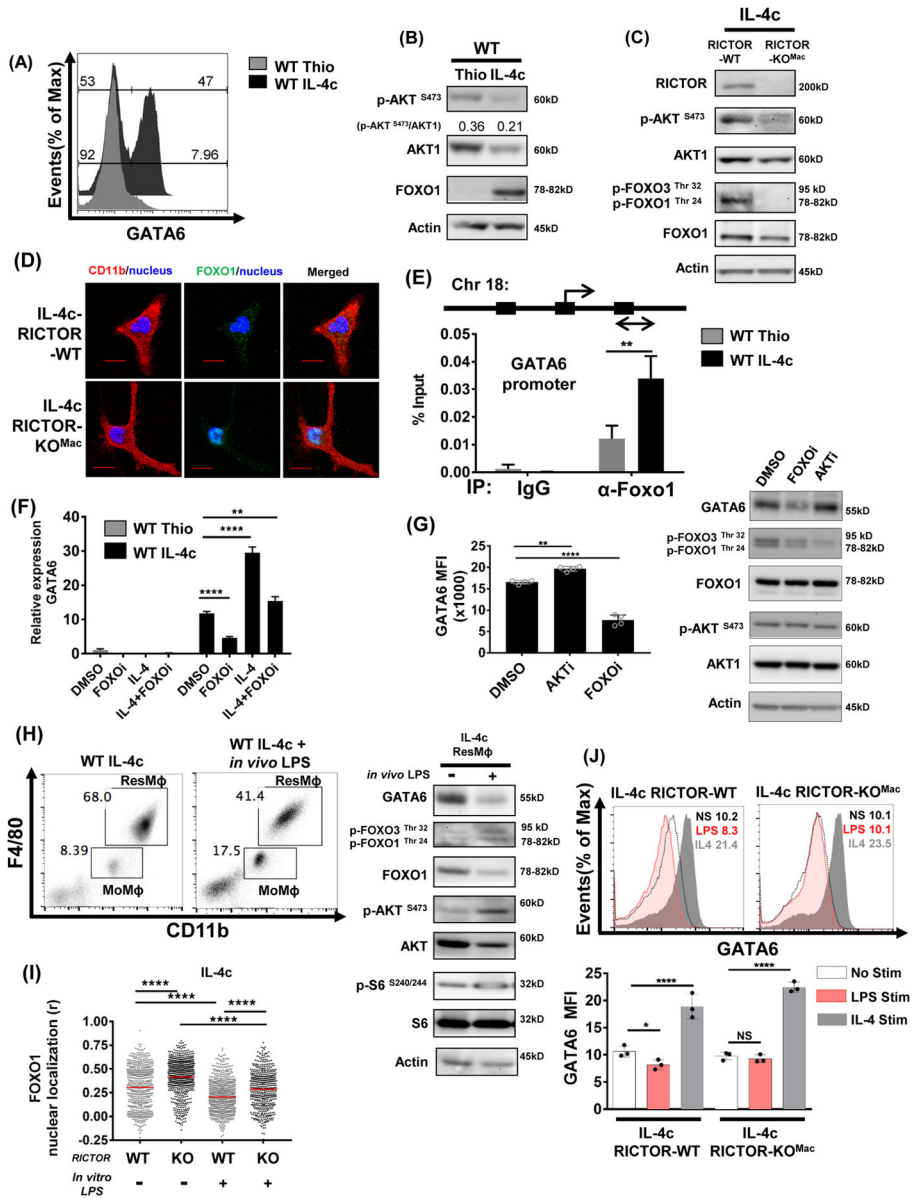 (A)
WT Thio
WT IL-4c
53
47
92
7.96
Events(% of Max)
GATA6
(B)
WT
Thio IL-4c
p-AKT S473
60kD
(p-AKT S473/AKT1)
0.36
0.21
AKT1
60kD
FOXO1
78-82kD
Actin
45kD
(C)
IL-4c
RICTOR
-WT
RICTOR
-KOMac
RICTOR
200kD
p-AKT S473
60kD
AKT1
60kD
p-FOXO3 Thr 32
95 kD
p-FOXO1 Thr 24
78-82kD
FOXO1
78-82kD
Actin
45kD
(D)
CD11b/nucleus
FOXO1/nucleus
Merged
IL-4c-
RICTOR
-WT
IL-4c
RICTOR-
KOMac
(E)
Chr 18:
WT Thio
WT IL-4c
**
GATA6
promoter
% Input
0.05
0.04
0.03
0.02
0.01
0.00
IP:
IgG
α-Foxo1
(F)
WT Thio
WT IL-4c
**
****
****
Relative expression
GATA6
40
30
20
10
0
DMSO
FOXOi
IL-4
IL-4+FOXOi
DMSO
FOXOi
IL-4
IL-4+FOXOi
(G)
**
****
GATA6 MFI
(x1000)
20
15
10
5
0
DMSO
AKTi
FOXOi
DMSO
FOXOi
AKTi
GATA6
55kD
p-FOXO3 Thr 32
95 kD
p-FOXO1 Thr 24
78-82kD
FOXO1
78-82kD
p-AKT S473
60kD
AKT1
60kD
Actin
45kD
(H)
WT IL-4c
WT IL-4c +
in vivo LPS
ResMϕ
68.0
8.39
MoMϕ
ResMϕ
41.4
17.5
MoMϕ
F4/80
CD11b
IL-4c
ResMϕ
in vivo LPS
- +
GATA6
55kD
p-FOXO3 Thr 32
95 kD
p-FOXO1 Thr 24
78-82kD
FOXO1
78-82kD
p-AKT S473
60kD
AKT
60kD
p-S6 S240/244
32kD
S6
32kD
Actin
45kD
(I)
IL-4c
****
****
****
****
FOXO1
nuclear localization (r)
1.00
0.75
0.50
0.25
0.00
-0.25
RICTOR
WT
KO
WT
KO
In vitro
LPS
- - + +
(J)
IL-4c RICTOR-WT
IL-4c RICTOR-KOMac
NS 10.2
LPS 8.3
IL4 21.4
NS 10.1
LPS 10.1
IL4 23.5
Events(% of Max)
GATA6
****
*
****
NS
No Stim
LPS Stim
IL-4 Stim
GATA6 MFI
25
20
15
10
5
0
IL-4c
RICTOR-WT
IL-4c
RICTOR-KOMac